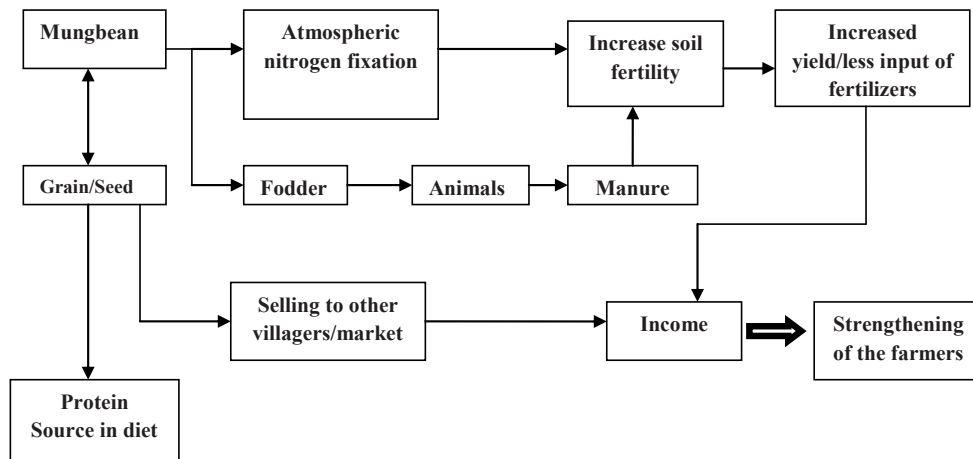 Mungbean
Atmospheric
nitrogen fixation
Increase soil
fertility
Increased
yield/less input of
fertilizers
Grain/Seed
Fodder
Animals
Manure
Selling to other
villagers/market
Income
Strengthening
of the farmers
Protein
Source in diet